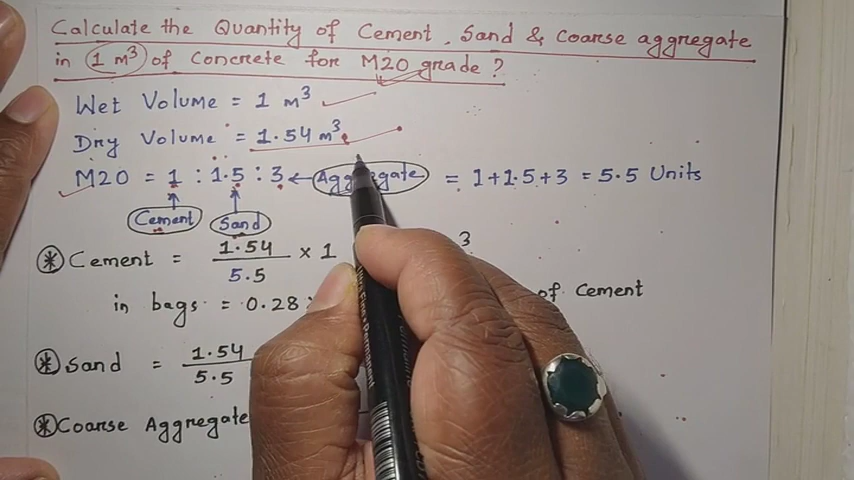 Calculate the Quantity of Cement, Sand & Coarse aggregate
in 1 m³ of Concrete for M20 grade ?
Wet Volume = 1 m³
Dry Volume = 1.54 m³
M20 = 1 : 1.5 : 3 ← Aggregate = 1+1.5+3 = 5.5 Units
Cement Sand
* Cement = 1.54/5.5 × 1 3
in bags = 0.28 of Cement
* Sand = 1.54/5.5
* Coarse Aggregate